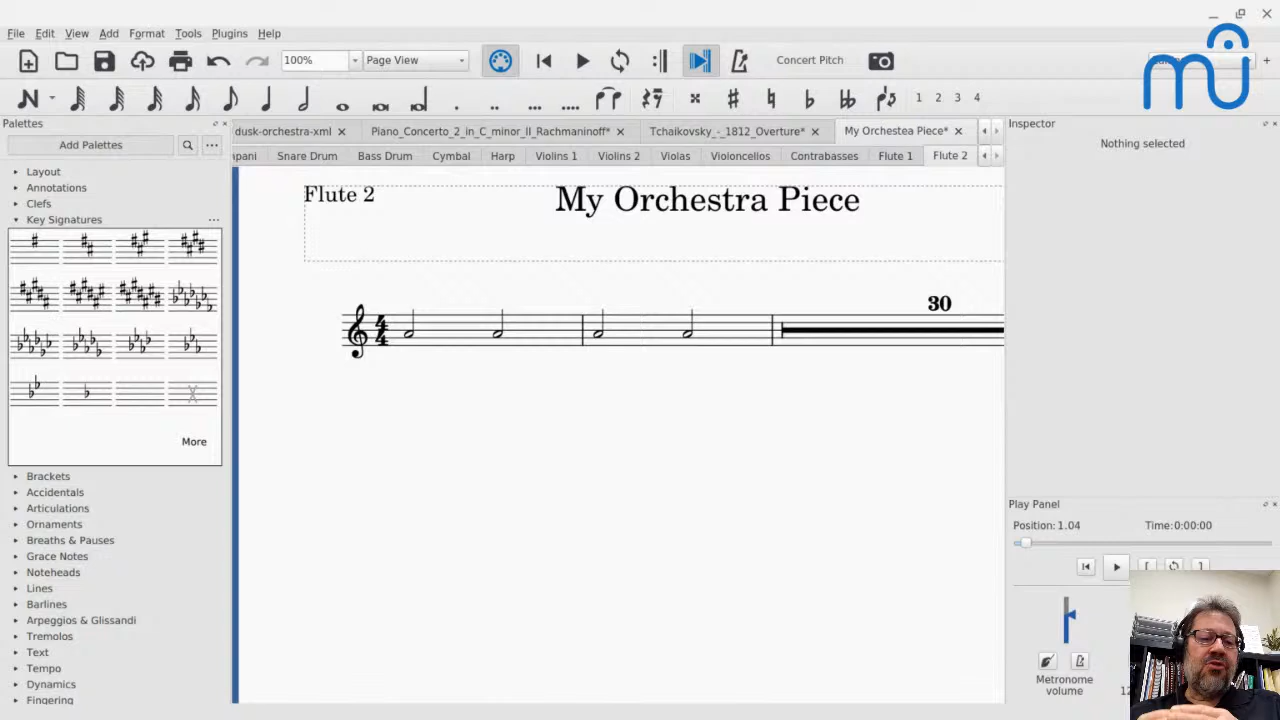 File Edit View Add Format Tools Plugins Help
100% Page View Concert Pitch
1 2 3 4
Palettes
dusk-orchestra-xml Piano_Concerto_2_in_C_minor_II_Rachmaninoff* Tchaikovsky_-_1812_Overture* My Orchestea Piece*
Inspector
Add Palettes
Nothing selected
Snare Drum Bass Drum Cymbal Harp Violins 1 Violins 2 Violas Violoncellos Contrabasses Flute 1 Flute 2
Layout
Annotations
Clefs
Key Signatures
More
Brackets
Accidentals
Articulations
Ornaments
Breaths & Pauses
Grace Notes
Noteheads
Lines
Barlines
Arpeggios & Glissandi
Tremolos
Text
Tempo
Dynamics
Fingering
Flute 2
My Orchestra Piece
4
4
30
Play Panel
Position: 1.04 Time:0:00:00
Metronome
volume